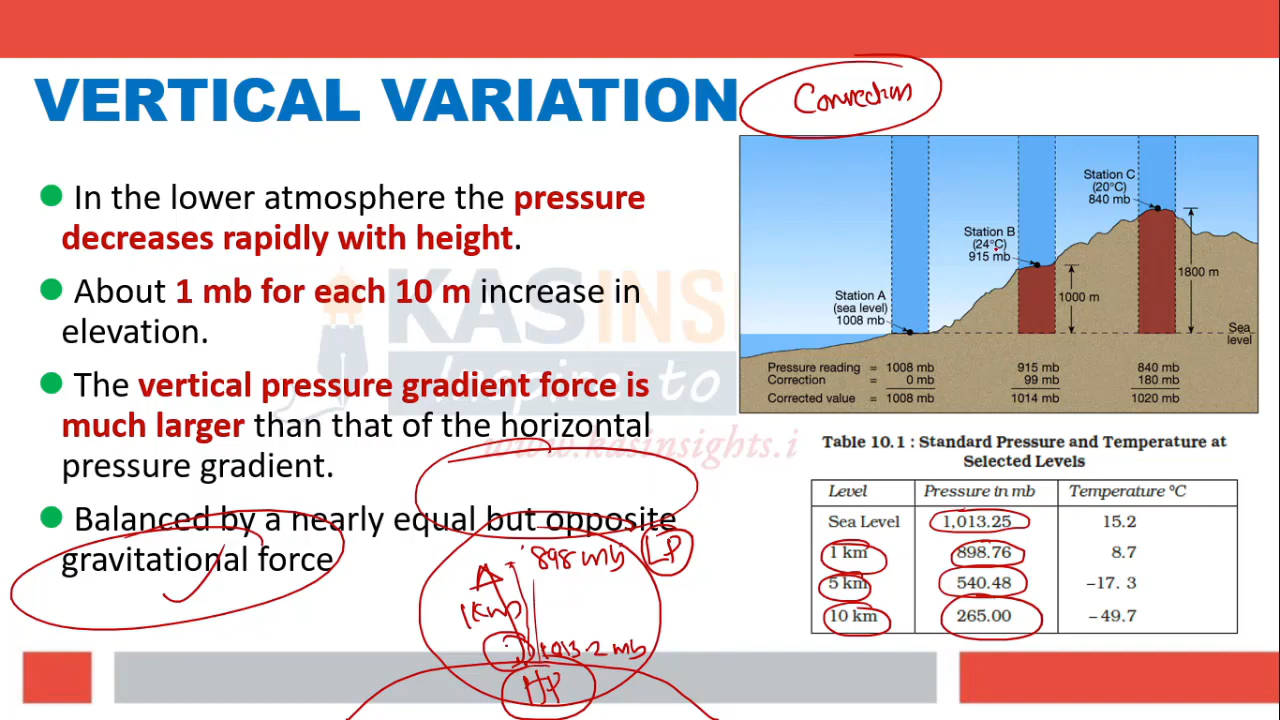 VERTICAL VARIATION
Convection
In the lower atmosphere the pressure
decreases rapidly with height.
About 1 mb for each 10 m increase in
elevation.
The vertical pressure gradient force is
much larger than that of the horizontal
pressure gradient.
Balanced by a nearly equal but opposite
gravitational force
898 mb
LP
1km
1013.2 mb
HP
KASINS
Inspire to
www.kasinsights.i
Station C
(20°C)
840 mb
Station B
(24°C)
915 mb
Station A
(sea level)
1008 mb
1000 m
1800 m
Sea
level
Pressure reading = 1008 mb 915 mb 840 mb
Correction = 0 mb 99 mb 180 mb
Corrected value = 1008 mb 1014 mb 1020 mb
Table 10.1 : Standard Pressure and Temperature at
Selected Levels
Level Pressure in mb Temperature °C
Sea Level 1,013.25 15.2
1 km 898.76 8.7
5 km 540.48 –17. 3
10 km 265.00 – 49.7